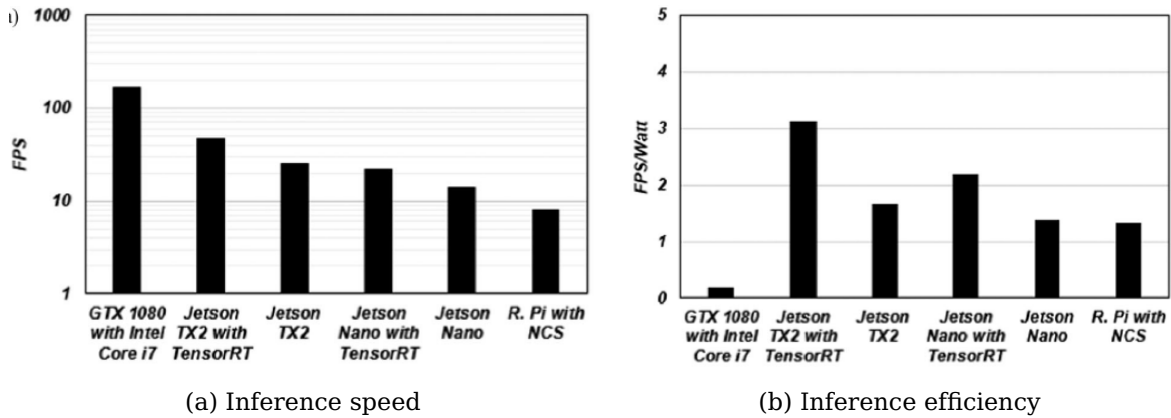 1000
100
10
1
FPS
GTX 1080
with Intel
Core i7
Jetson
TX2 with
TensorRT
Jetson
TX2
Jetson
Nano with
TensorRT
Jetson
Nano
R. Pi with
NCS
(a) Inference speed
5
4
3
2
1
0
FPS/Watt
GTX 1080
with Intel
Core i7
Jetson
TX2 with
TensorRT
Jetson
TX2
Jetson
Nano with
TensorRT
Jetson
Nano
R. Pi with
NCS
(b) Inference efficiency